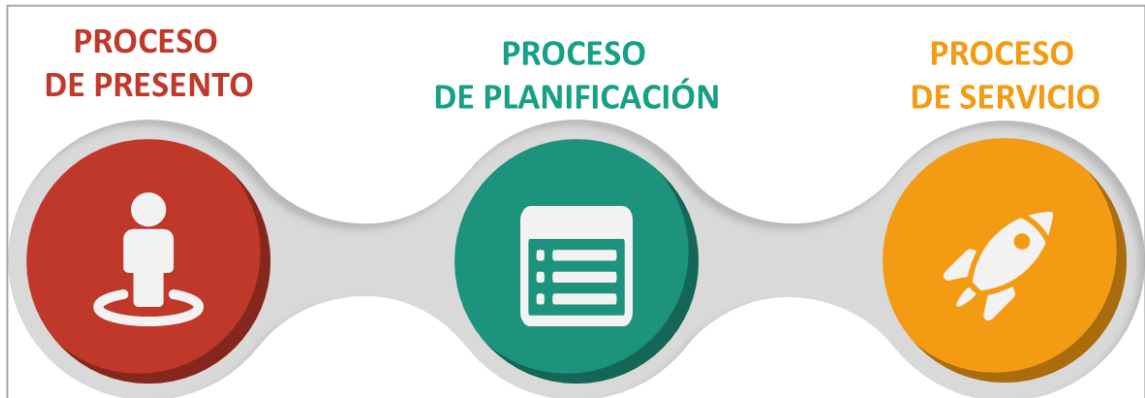 PROCESO
DE PRESENTO
PROCESO
DE PLANIFICACIÓN
PROCESO
DE SERVICIO